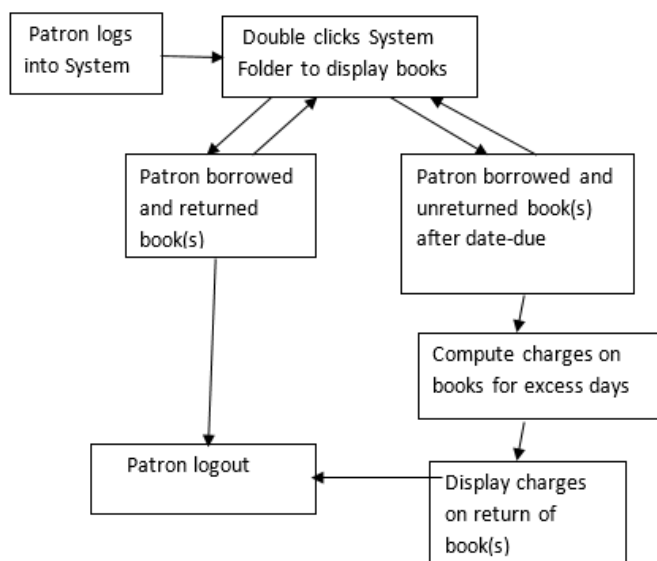 Patron logs
into System
Double clicks System
Folder to display books
Patron borrowed
and returned
book(s)
Patron borrowed and
unreturned book(s)
after date-due
Compute charges on
books for excess days
Patron logout
Display charges
on return of
book(s)